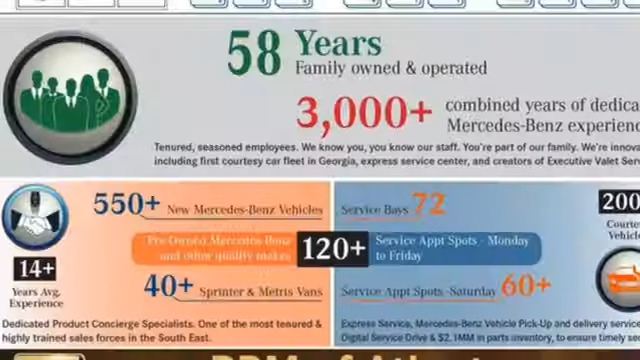 58 Years
Family owned & operated
3,000+ combined years of
Mercedes-Benz
Tenured, seasoned employees. We know you, you know our staff. You're part of our family. We're
including first courtesy car fleet in Georgia, express service center, and creators of Executive Valet
550+ New Mercedes-Benz Vehicles
Service Bays 72
200
Pre-Owned Mercedes-Benz
and other quality makes
120+
Service Appt Spots - Monday
to Friday
14+
Years Avg.
Experience
40+ Sprinter & Metris Vans
Service Appt Spots -Saturday 60+
Dedicated Product Concierge Specialists. One of the most tenured &
highly trained sales forces in the South East.
Express Service, Mercedes-Benz Vehicle Pick-Up and delivery
Digital Service Drive & $2.1MM in parts inventory, to ensure timely